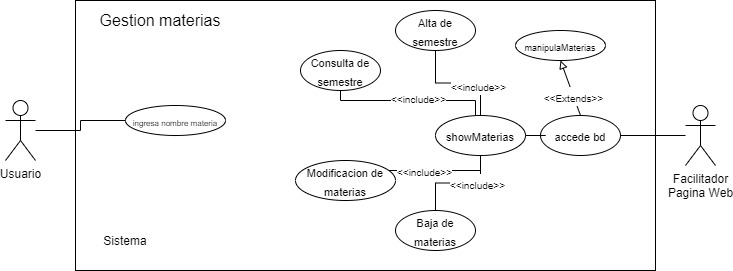 Gestion materias
Alta de
semestre
manipulaMaterias
Consulta de
semestre
<<include>>
<<include>>
<<Extends>>
ingresa nombre materia
showMaterias
accede bd
Usuario
Facilitador
Pagina Web
Modificacion de
materias
<<include>>
<<include>>
Baja de
materias
Sistema